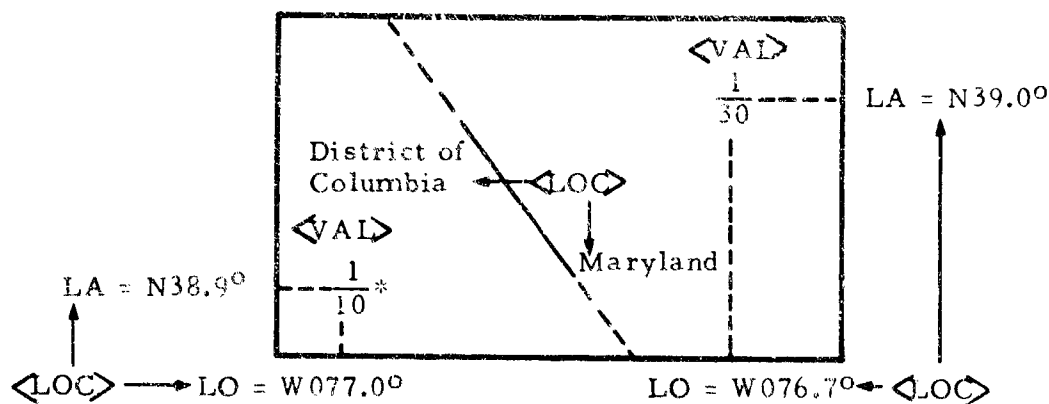 <VAL>
1
30
LA = N39.0°
District of
Columbia
<LOC>
<VAL>
Maryland
LA = N38.9°
1
10*
<LOC>
LO = W077.0°
LO = W076.7°
<LOC>